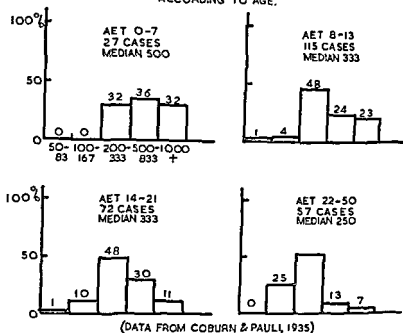 ACCORDING TO AGE.
100%
50
0
AET 0-7
27 CASES
MEDIAN 500
0 0 32 36 32
50-83 100-167 200-333 500-833 1000+
AET 8-13
115 CASES
MEDIAN 333
1 4 48 24 23
100%
50
0
AET 14-21
72 CASES
MEDIAN 333
1 10 48 30 11
AET 22-50
57 CASES
MEDIAN 250
0 25 13 7
(DATA FROM COBURN & PAULI, 1935)